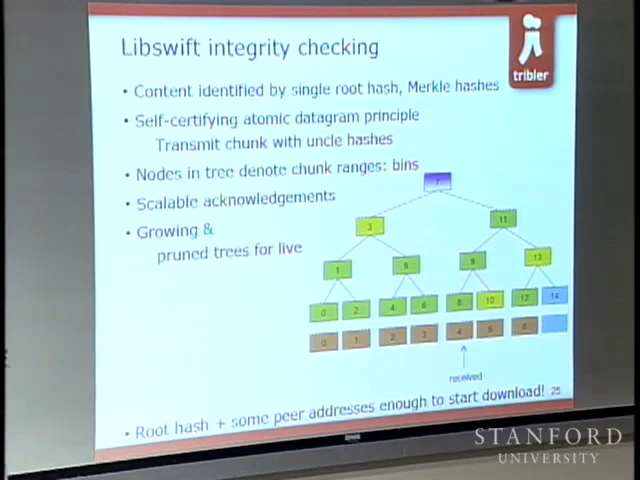 Libswift integrity checking
tribler
• Content identified by single root hash, Merkle hashes
• Self-certifying atomic datagram principle
Transmit chunk with uncle hashes
• Nodes in tree denote chunk ranges: bins
• Scalable acknowledgements
• Growing &
pruned trees for live
7
3 11
1 5 9 13
0 2 4 6 8 10 12 14
0 1 2 3 4 5 6
received
• Root hash + some peer addresses enough to start download! 25
STANFORD
UNIVERSITY